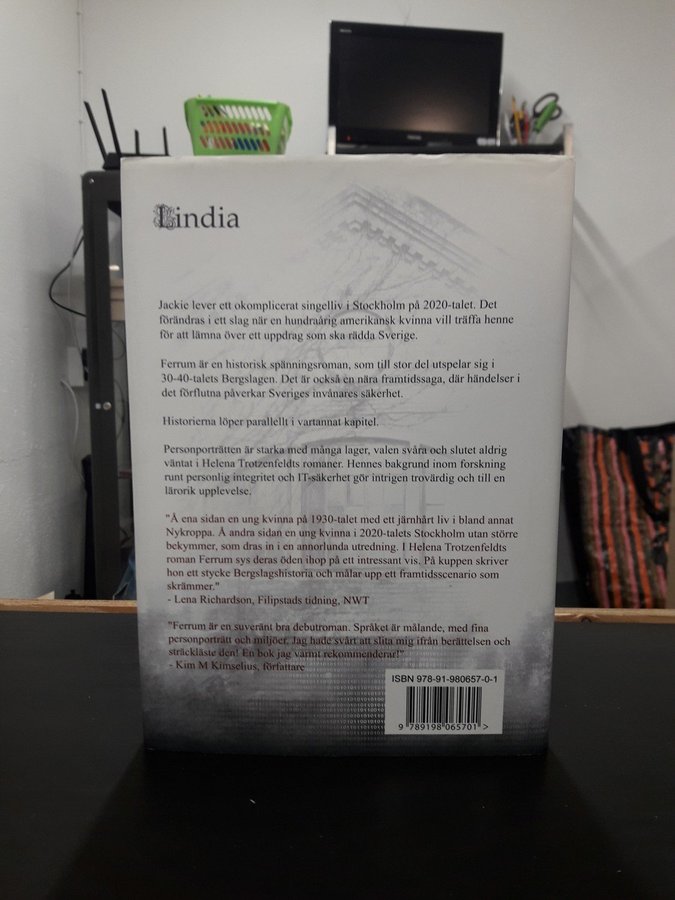 Lindia
Jackie lever ett okomplicerat singelliv i Stockholm på 2020-talet. Det
förändras i ett slag när en hundraårig amerikansk kvinna vill träffa henne
för att lämna över ett uppdrag som ska rädda Sverige.
Ferrum är en historisk spänningsroman, som till stor del utspelar sig i
30-40-talets Bergslagen. Det är också en nära framtidssaga, där händelser i
det förflutna påverkar Sveriges invånares säkerhet.
Historierna löper parallellt i vartannat kapitel.
Personporträtten är starka med många lager, valen svåra och slutet aldrig
väntat i Helena Trotzenfeldts romaner. Hennes bakgrund inom forskning
runt personlig integritet och IT-säkerhet gör intrigen trovärdig och till en
lärorik upplevelse.
"Å ena sidan en ung kvinna på 1930-talet med ett järnhårt liv i bland annat
Nykroppa. Å andra sidan en ung kvinna i 2020-talets Stockholm utan större
bekymmer, som dras in i en annorlunda utredning. I Helena Trotzenfeldts
roman Ferrum sys deras öden ihop på ett intressant vis. På kuppen skriver
hon ett stycke Bergslagshistoria och målar upp ett framtidsscenario som
skrämmer."
- Lena Richardson, Filipstads tidning, NWT
"Ferrum är en suveränt bra debutroman. Språket är målande, med fina
personporträtt och miljöer. Jag hade svårt att slita mig ifrån berättelsen och
sträckläste den! En bok jag varmt rekommenderar!"
- Kim M Kimselius, författare
ISBN 978-91-980657-0-1
9 789198 065701 >